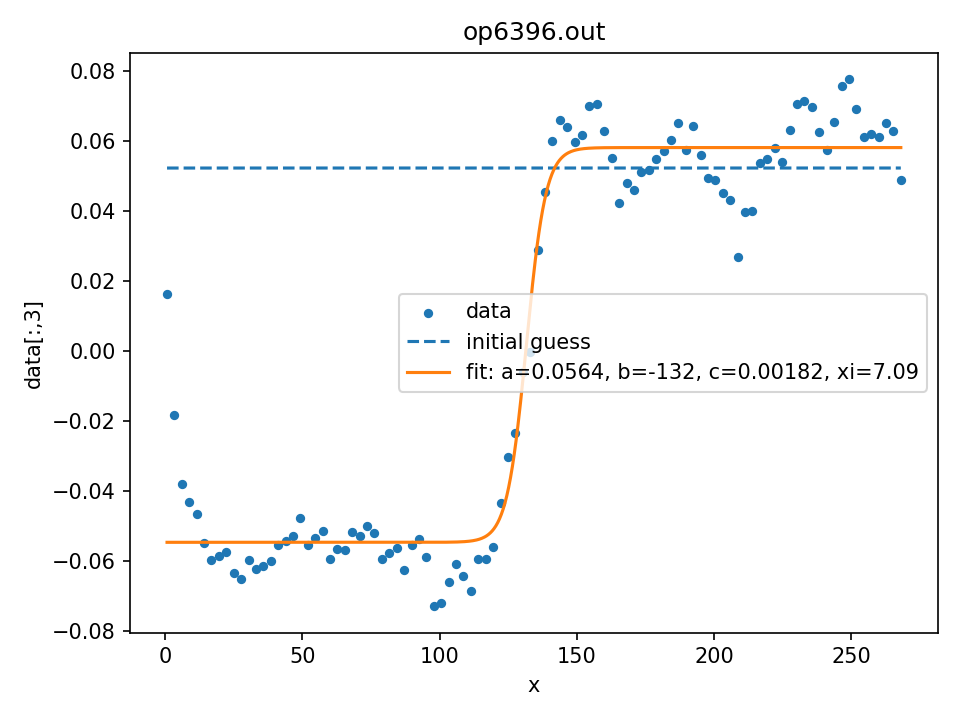 op6396.out
0.08
0.06
0.04
0.02
0.00
−0.02
−0.04
−0.06
−0.08
data[:,3]
data
initial guess
fit: a=0.0564, b=-132, c=0.00182, xi=7.09
0 50 100 150 200 250
x